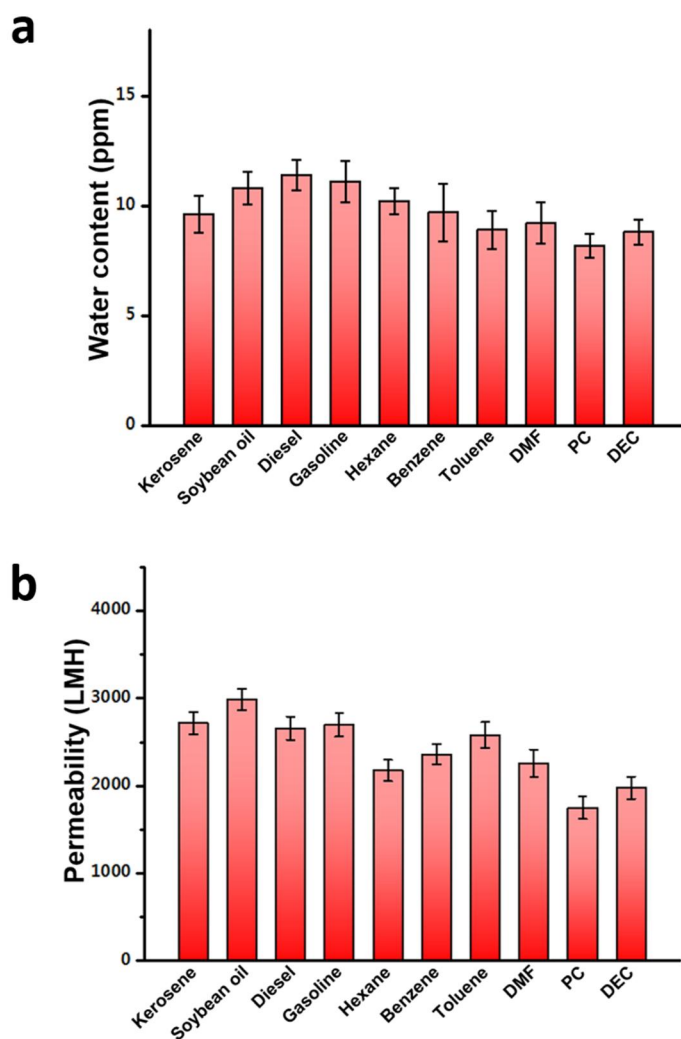 a
Water content (ppm)
15
10
5
0
Kerosene
Soybean oil
Diesel
Gasoline
Hexane
Benzene
Toluene
DMF
PC
DEC
b
Permeability (LMH)
4000
3000
2000
1000
0
Kerosene
Soybean oil
Diesel
Gasoline
Hexane
Benzene
Toluene
DMF
PC
DEC